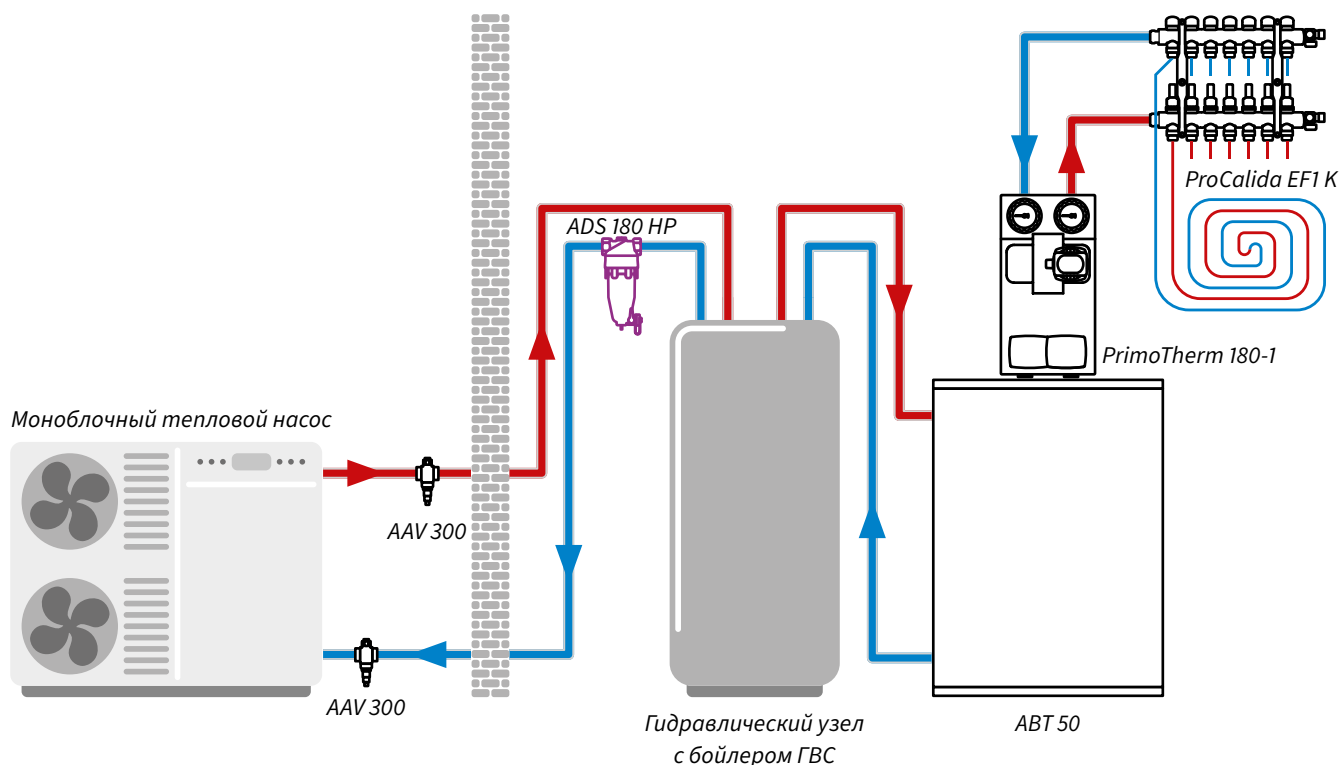 ProCalida EF1 K
ADS 180 HP
PrimoTherm 180-1
Моноблочный тепловой насос
AAV 300
AAV 300
Гидравлический узел
с бойлером ГВС
ABT 50